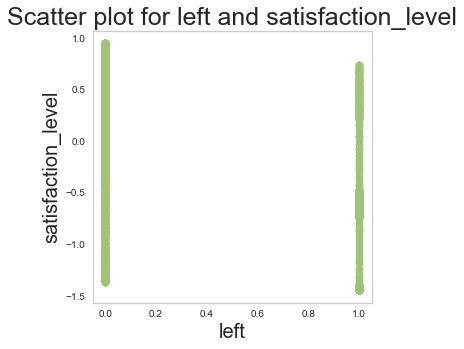 Scatter plot for left and satisfaction_level
1.0
0.5
0.0
−0.5
−1.0
−1.5
satisfaction_level
0.0 0.2 0.4 0.6 0.8 1.0
left